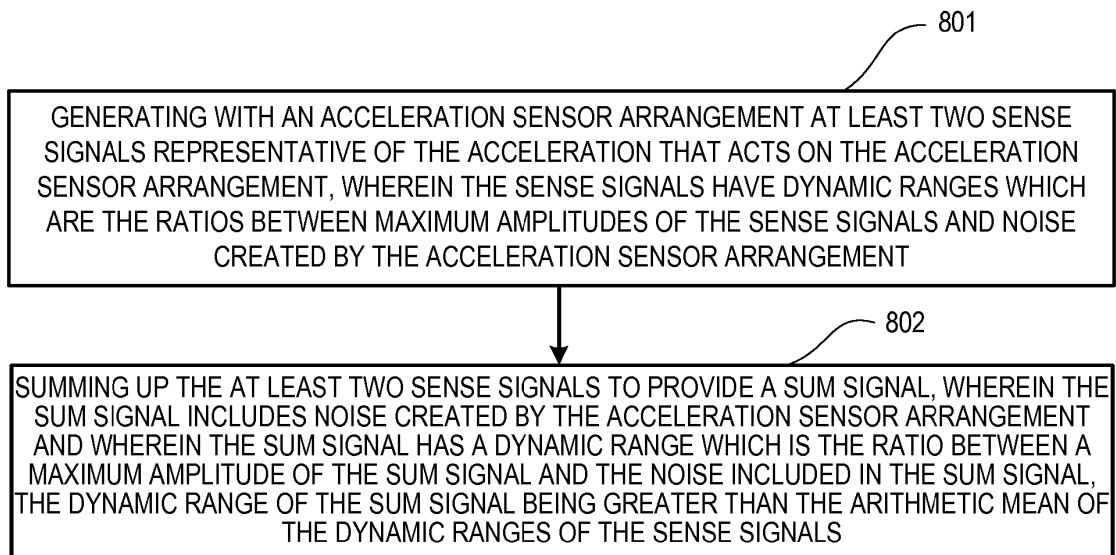 801
GENERATING WITH AN ACCELERATION SENSOR ARRANGEMENT AT LEAST TWO SENSE
SIGNALS REPRESENTATIVE OF THE ACCELERATION THAT ACTS ON THE ACCELERATION
SENSOR ARRANGEMENT, WHEREIN THE SENSE SIGNALS HAVE DYNAMIC RANGES WHICH
ARE THE RATIOS BETWEEN MAXIMUM AMPLITUDES OF THE SENSE SIGNALS AND NOISE
CREATED BY THE ACCELERATION SENSOR ARRANGEMENT
802
SUMMING UP THE AT LEAST TWO SENSE SIGNALS TO PROVIDE A SUM SIGNAL, WHEREIN THE
SUM SIGNAL INCLUDES NOISE CREATED BY THE ACCELERATION SENSOR ARRANGEMENT
AND WHEREIN THE SUM SIGNAL HAS A DYNAMIC RANGE WHICH IS THE RATIO BETWEEN A
MAXIMUM AMPLITUDE OF THE SUM SIGNAL AND THE NOISE INCLUDED IN THE SUM SIGNAL,
THE DYNAMIC RANGE OF THE SUM SIGNAL BEING GREATER THAN THE ARITHMETIC MEAN OF
THE DYNAMIC RANGES OF THE SENSE SIGNALS